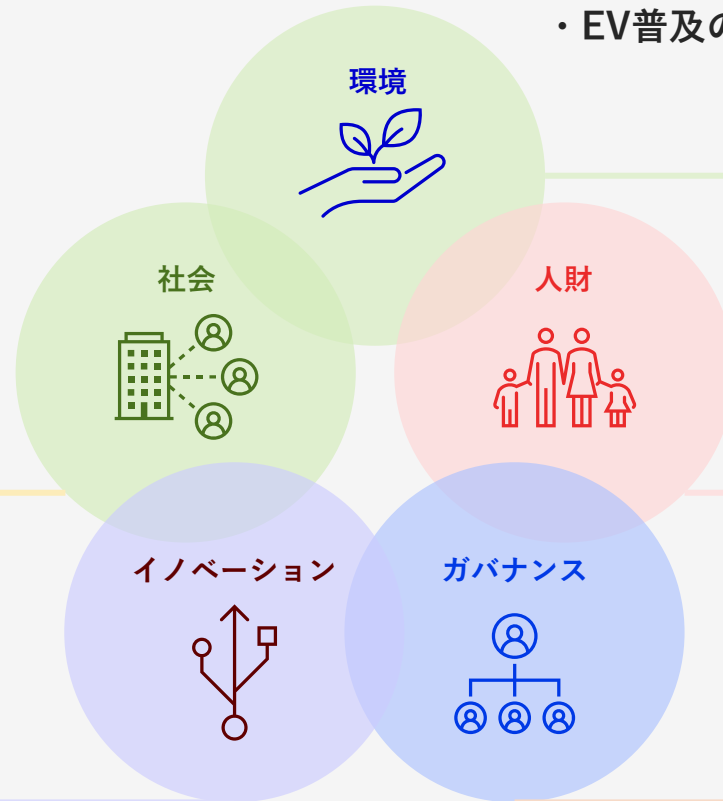 ・EV普及の
環境
社会
人財
イノベーション
ガバナンス